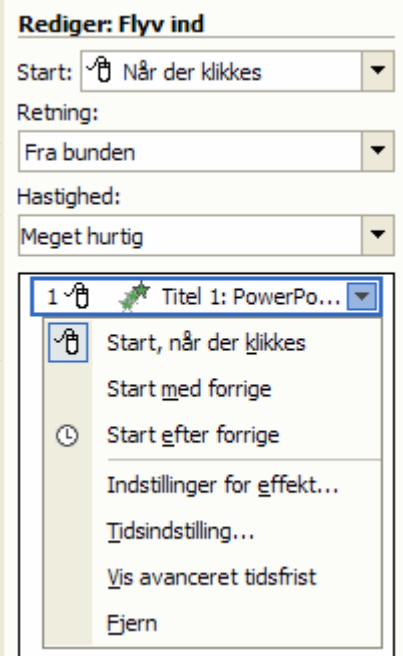 Rediger: Flyv ind
Start: Når der klikkes
Retning:
Fra bunden
Hastighed:
Meget hurtig
1 Titel 1: PowerPo...
Start, når der klikkes
Start med forrige
Start efter forrige
Indstillinger for effekt...
Tidsindstilling...
Vis avanceret tidsfrist
Fjern